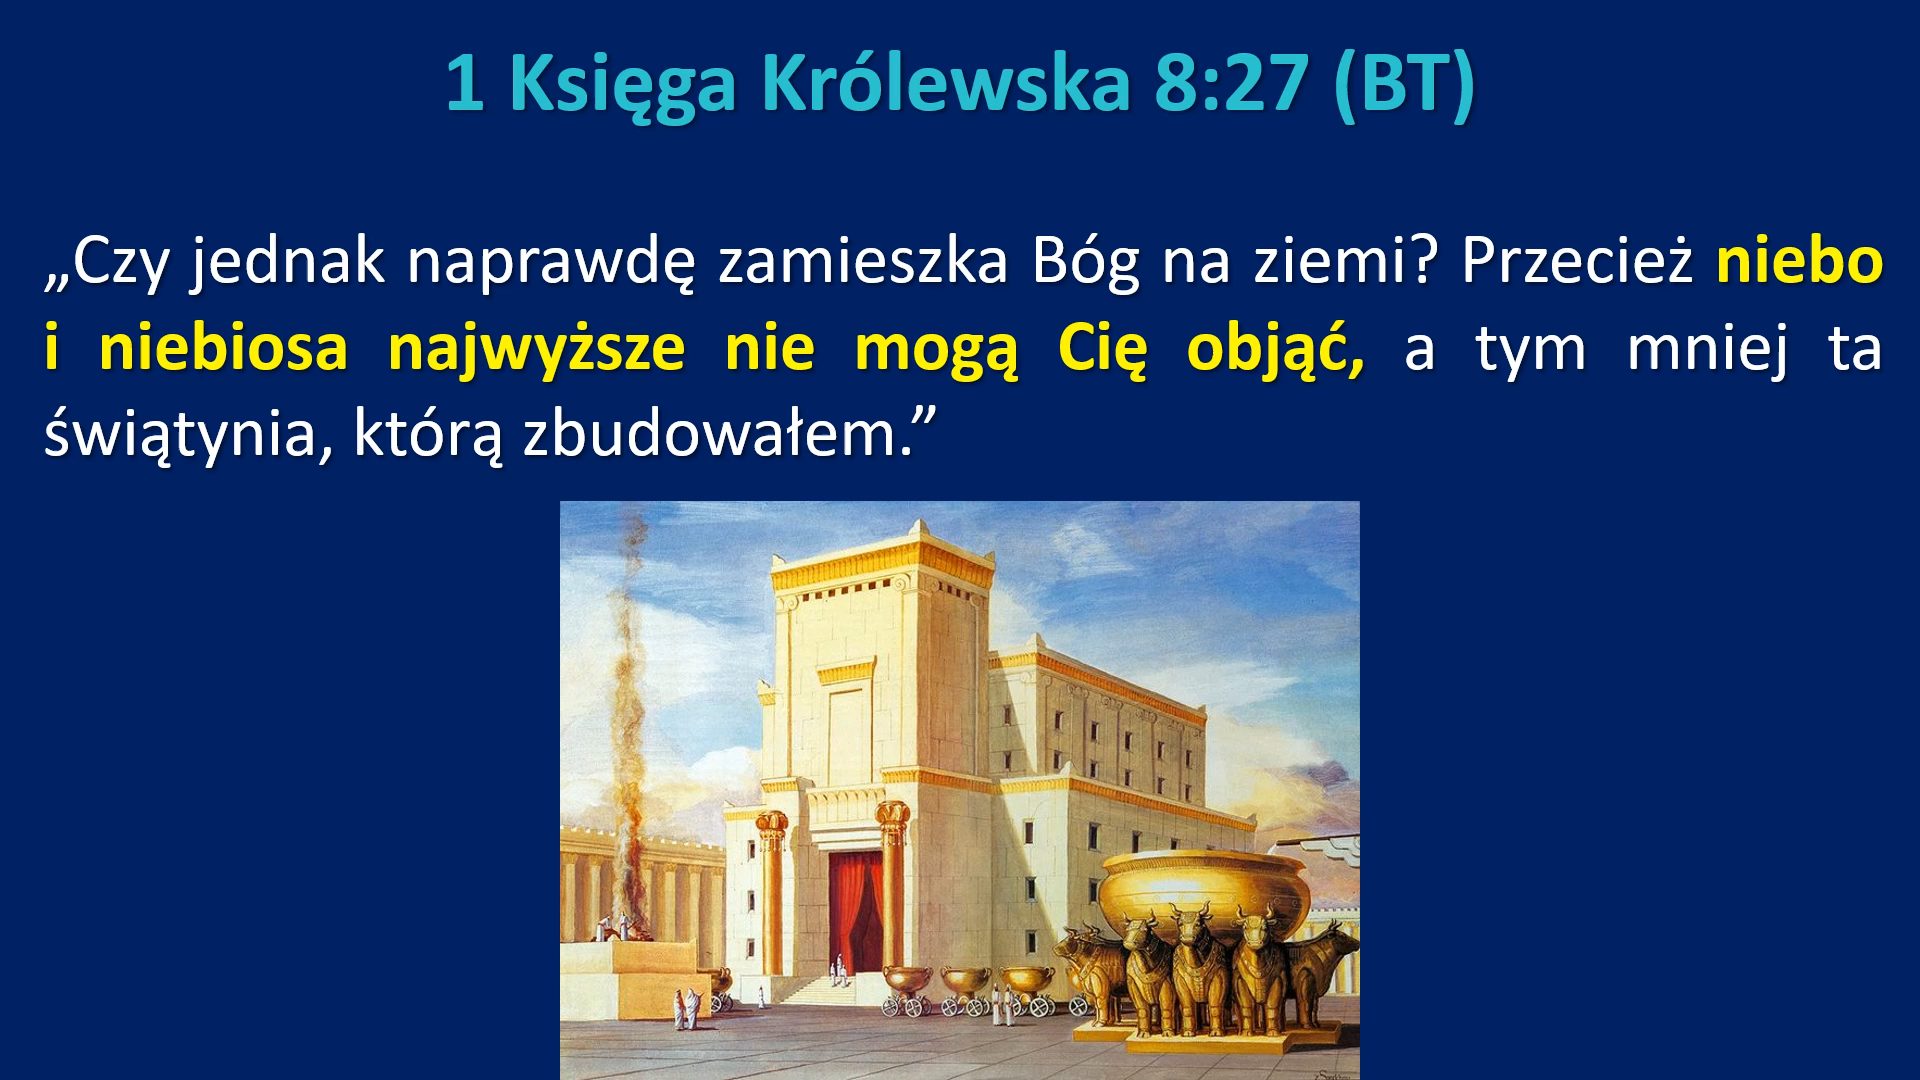 1 Księga Królewska 8:27 (BT)
„Czy jednak naprawdę zamieszka Bóg na ziemi? Przecież niebo
i niebiosa najwyższe nie mogą Cię objąć, a tym mniej ta
świątynia, którą zbudowałem.”